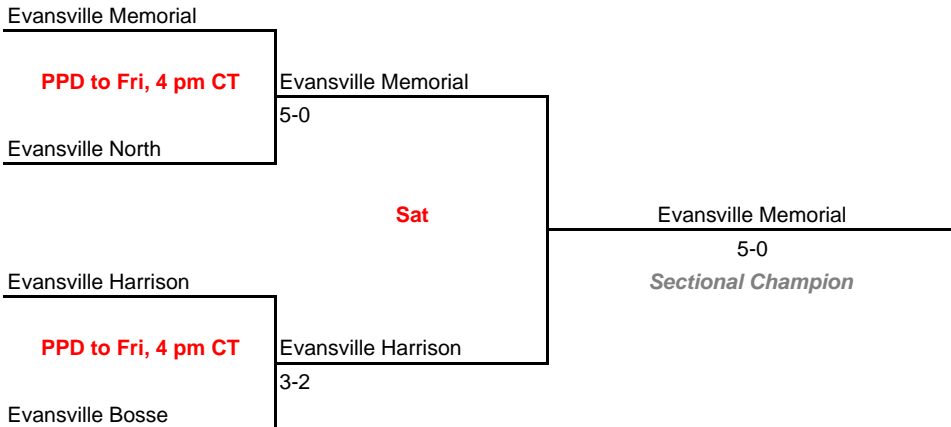 Evansville Memorial
PPD to Fri, 4 pm CT
Evansville Memorial
5-0
Evansville North
Sat
Evansville Memorial
5-0
Sectional Champion
Evansville Harrison
PPD to Fri, 4 pm CT
Evansville Harrison
3-2
Evansville Bosse